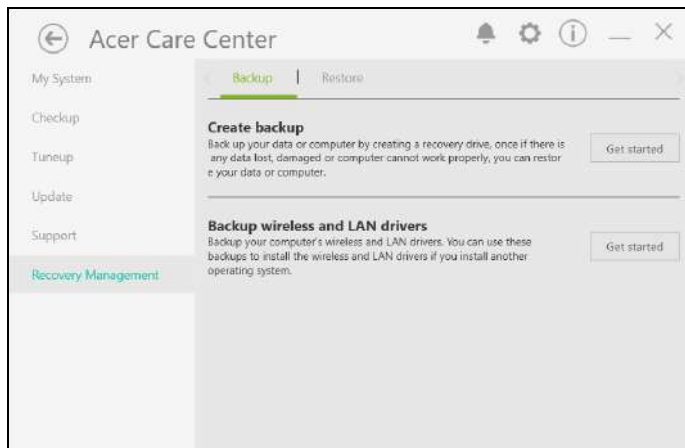 Acer Care Center
My System
Checkup
Tuneup
Update
Support
Recovery Management
Backup | Restore
Create backup
Back up your data or computer by creating a recovery drive, once if there is
any data lost, damaged or computer cannot work properly, you can restor
e your data or computer.
Get started
Backup wireless and LAN drivers
Backup your computer's wireless and LAN drivers. You can use these
backups to install the wireless and LAN drivers if you install another
operating system.
Get started